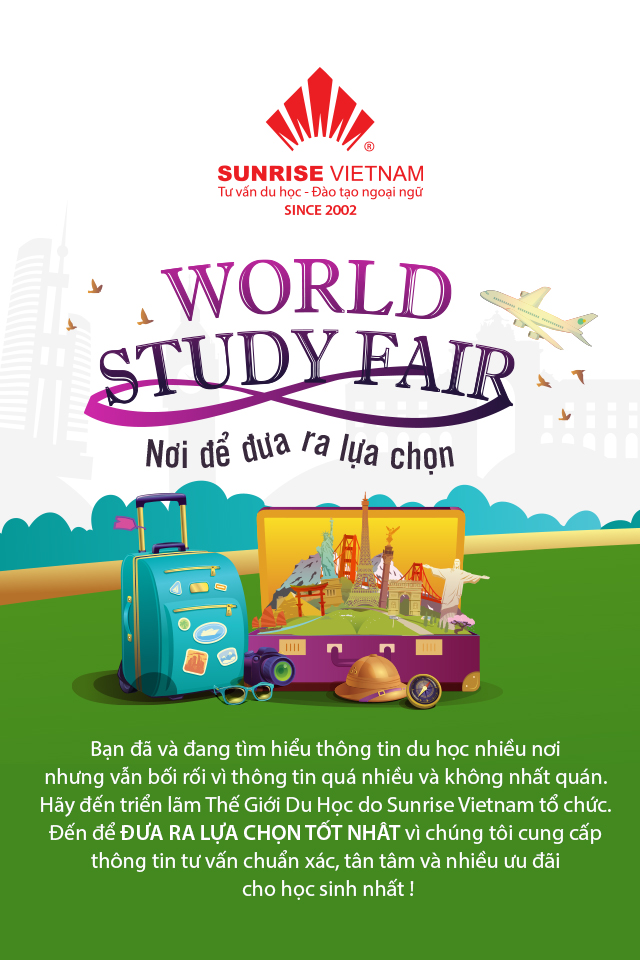 ®
SUNRISE VIETNAM
Tư vấn du học - Đào tạo ngoại ngữ
SINCE 2002
WORLD
STUDY FAIR
Nơi để đưa ra lựa chọn
Bạn đã và đang tìm hiểu thông tin du học nhiều nơi
nhưng vẫn bối rối vì thông tin quá nhiều và không nhất quán.
Hãy đến triển lãm Thế Giới Du Học do Sunrise Vietnam tổ chức.
Đến để ĐƯA RA LỰA CHỌN TỐT NHÂT vì chúng tôi cung cấp
thông tin tư vấn chuẩn xác, tân tâm và nhiều ưu đãi
cho học sinh nhất !